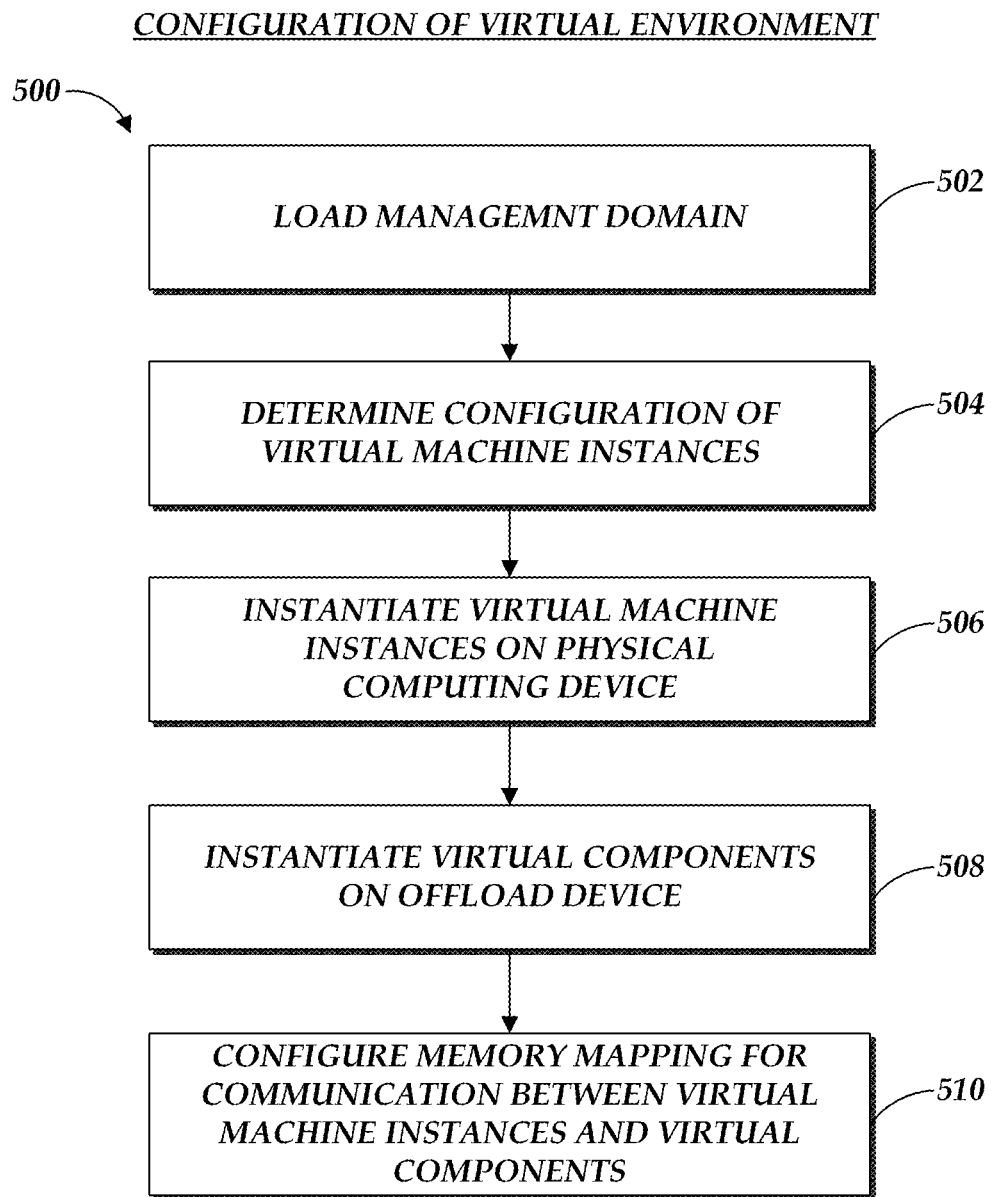 CONFIGURATION OF VIRTUAL ENVIRONMENT
500
LOAD MANAGEMNT DOMAIN
502
DETERMINE CONFIGURATION OF
VIRTUAL MACHINE INSTANCES
504
INSTANTIATE VIRTUAL MACHINE
INSTANCES ON PHYSICAL
COMPUTING DEVICE
506
INSTANTIATE VIRTUAL COMPONENTS
ON OFFLOAD DEVICE
508
CONFIGURE MEMORY MAPPING FOR
COMMUNICATION BETWEEN VIRTUAL
MACHINE INSTANCES AND VIRTUAL
COMPONENTS
510